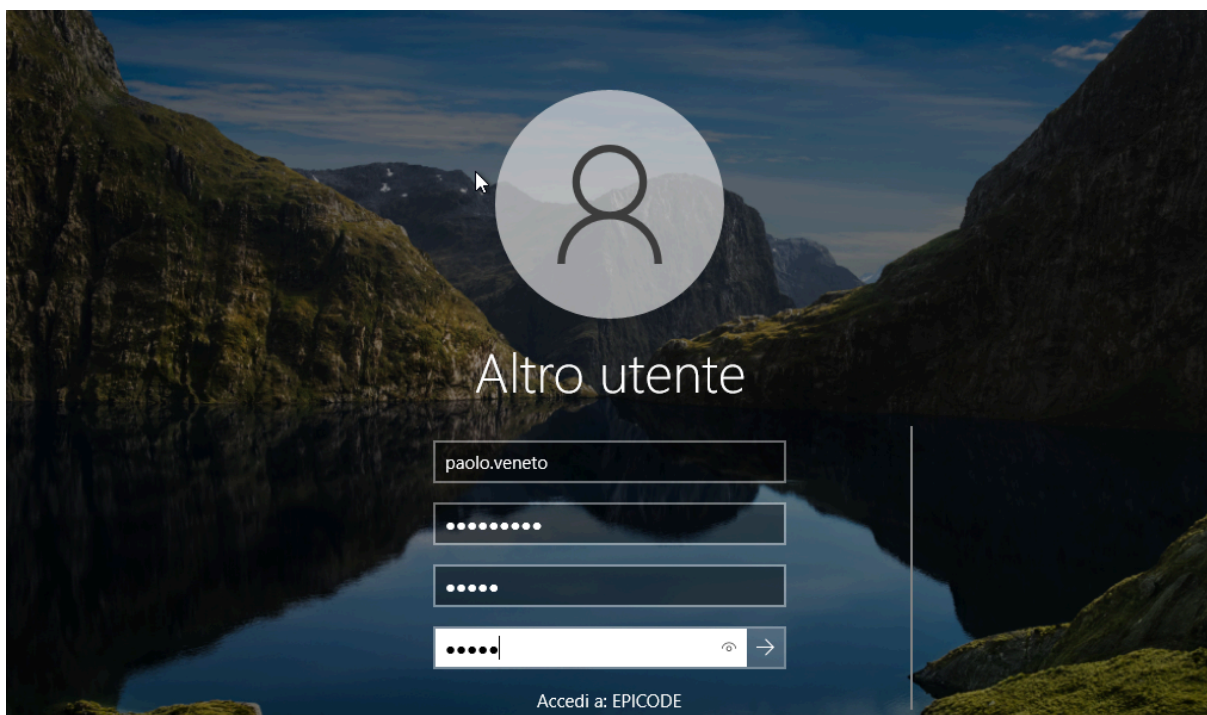 Altro utente
paolo.veneto
●●●●●●●●●
●●●●●
●●●●●
Accedi a: EPICODE